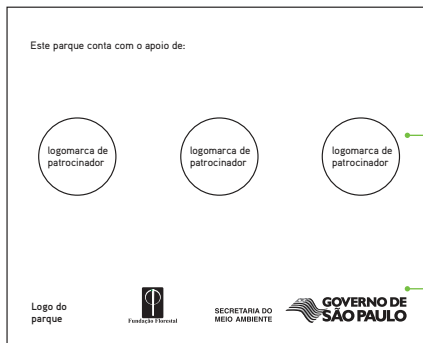 Este parque conta com o apoio de:
logomarca de
patrocinador
logomarca de
patrocinador
logomarca de
patrocinador
Logo do
parque
Fundação Florestal
SECRETARIA DO
MEIO AMBIENTE
GOVERNO DE
SÃO PAULO